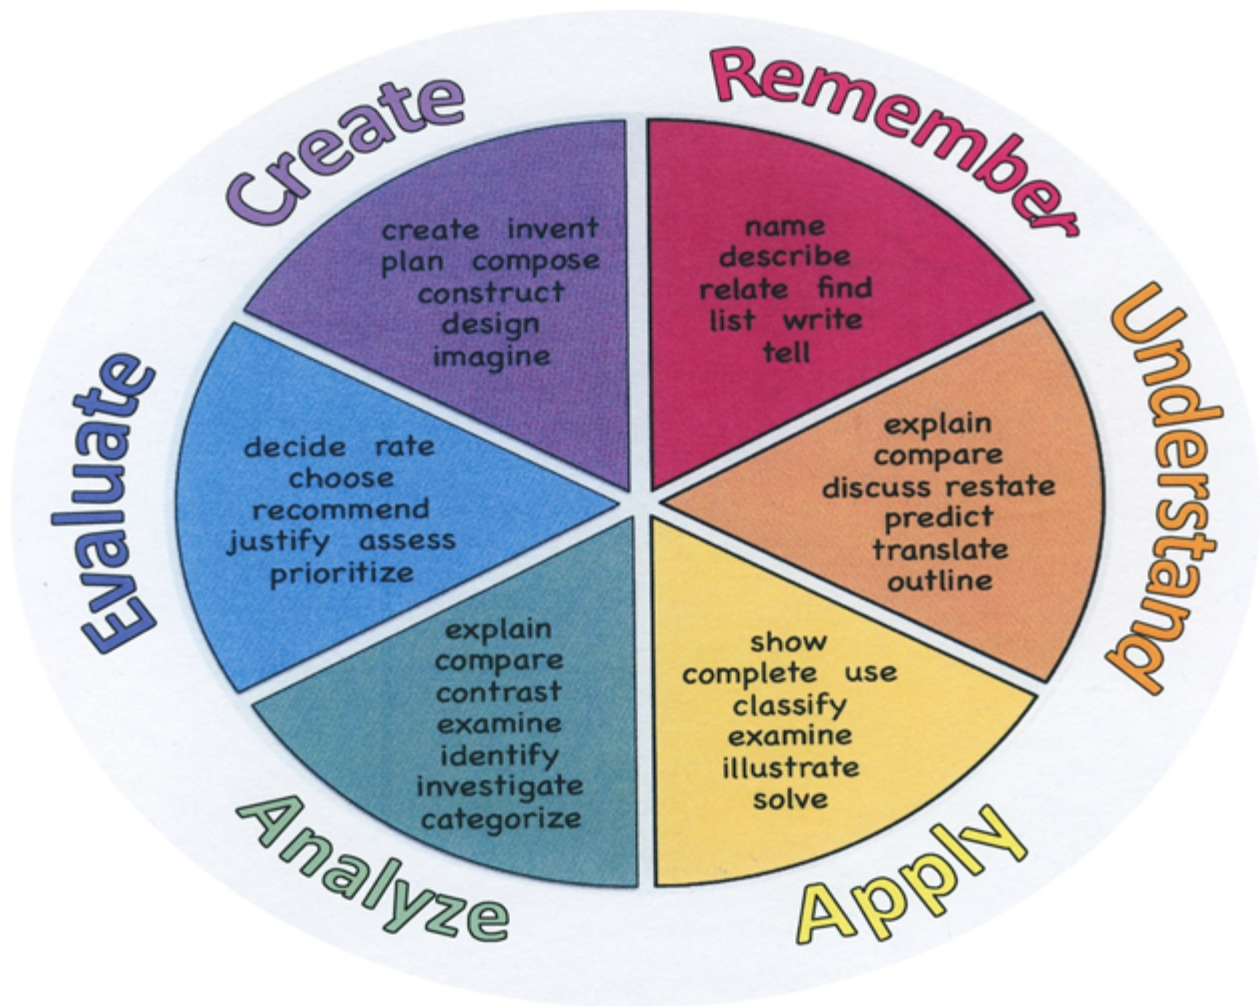 Remember
name
describe
relate find
list write
tell
Understand
explain
compare
discuss restate
predict
translate
outline
Apply
show
complete use
classify
examine
illustrate
solve
Analyze
explain
compare
contrast
examine
identify
investigate
categorize
Evaluate
decide rate
choose
recommend
justify assess
prioritize
Create
create invent
plan compose
construct
design
imagine